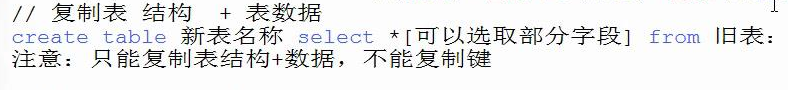 // 复制表 结构  + 表数据
create table 新表名称 select *[可以选取部分字段] from 旧表:
注意: 只能复制表结构+数据, 不能复制键